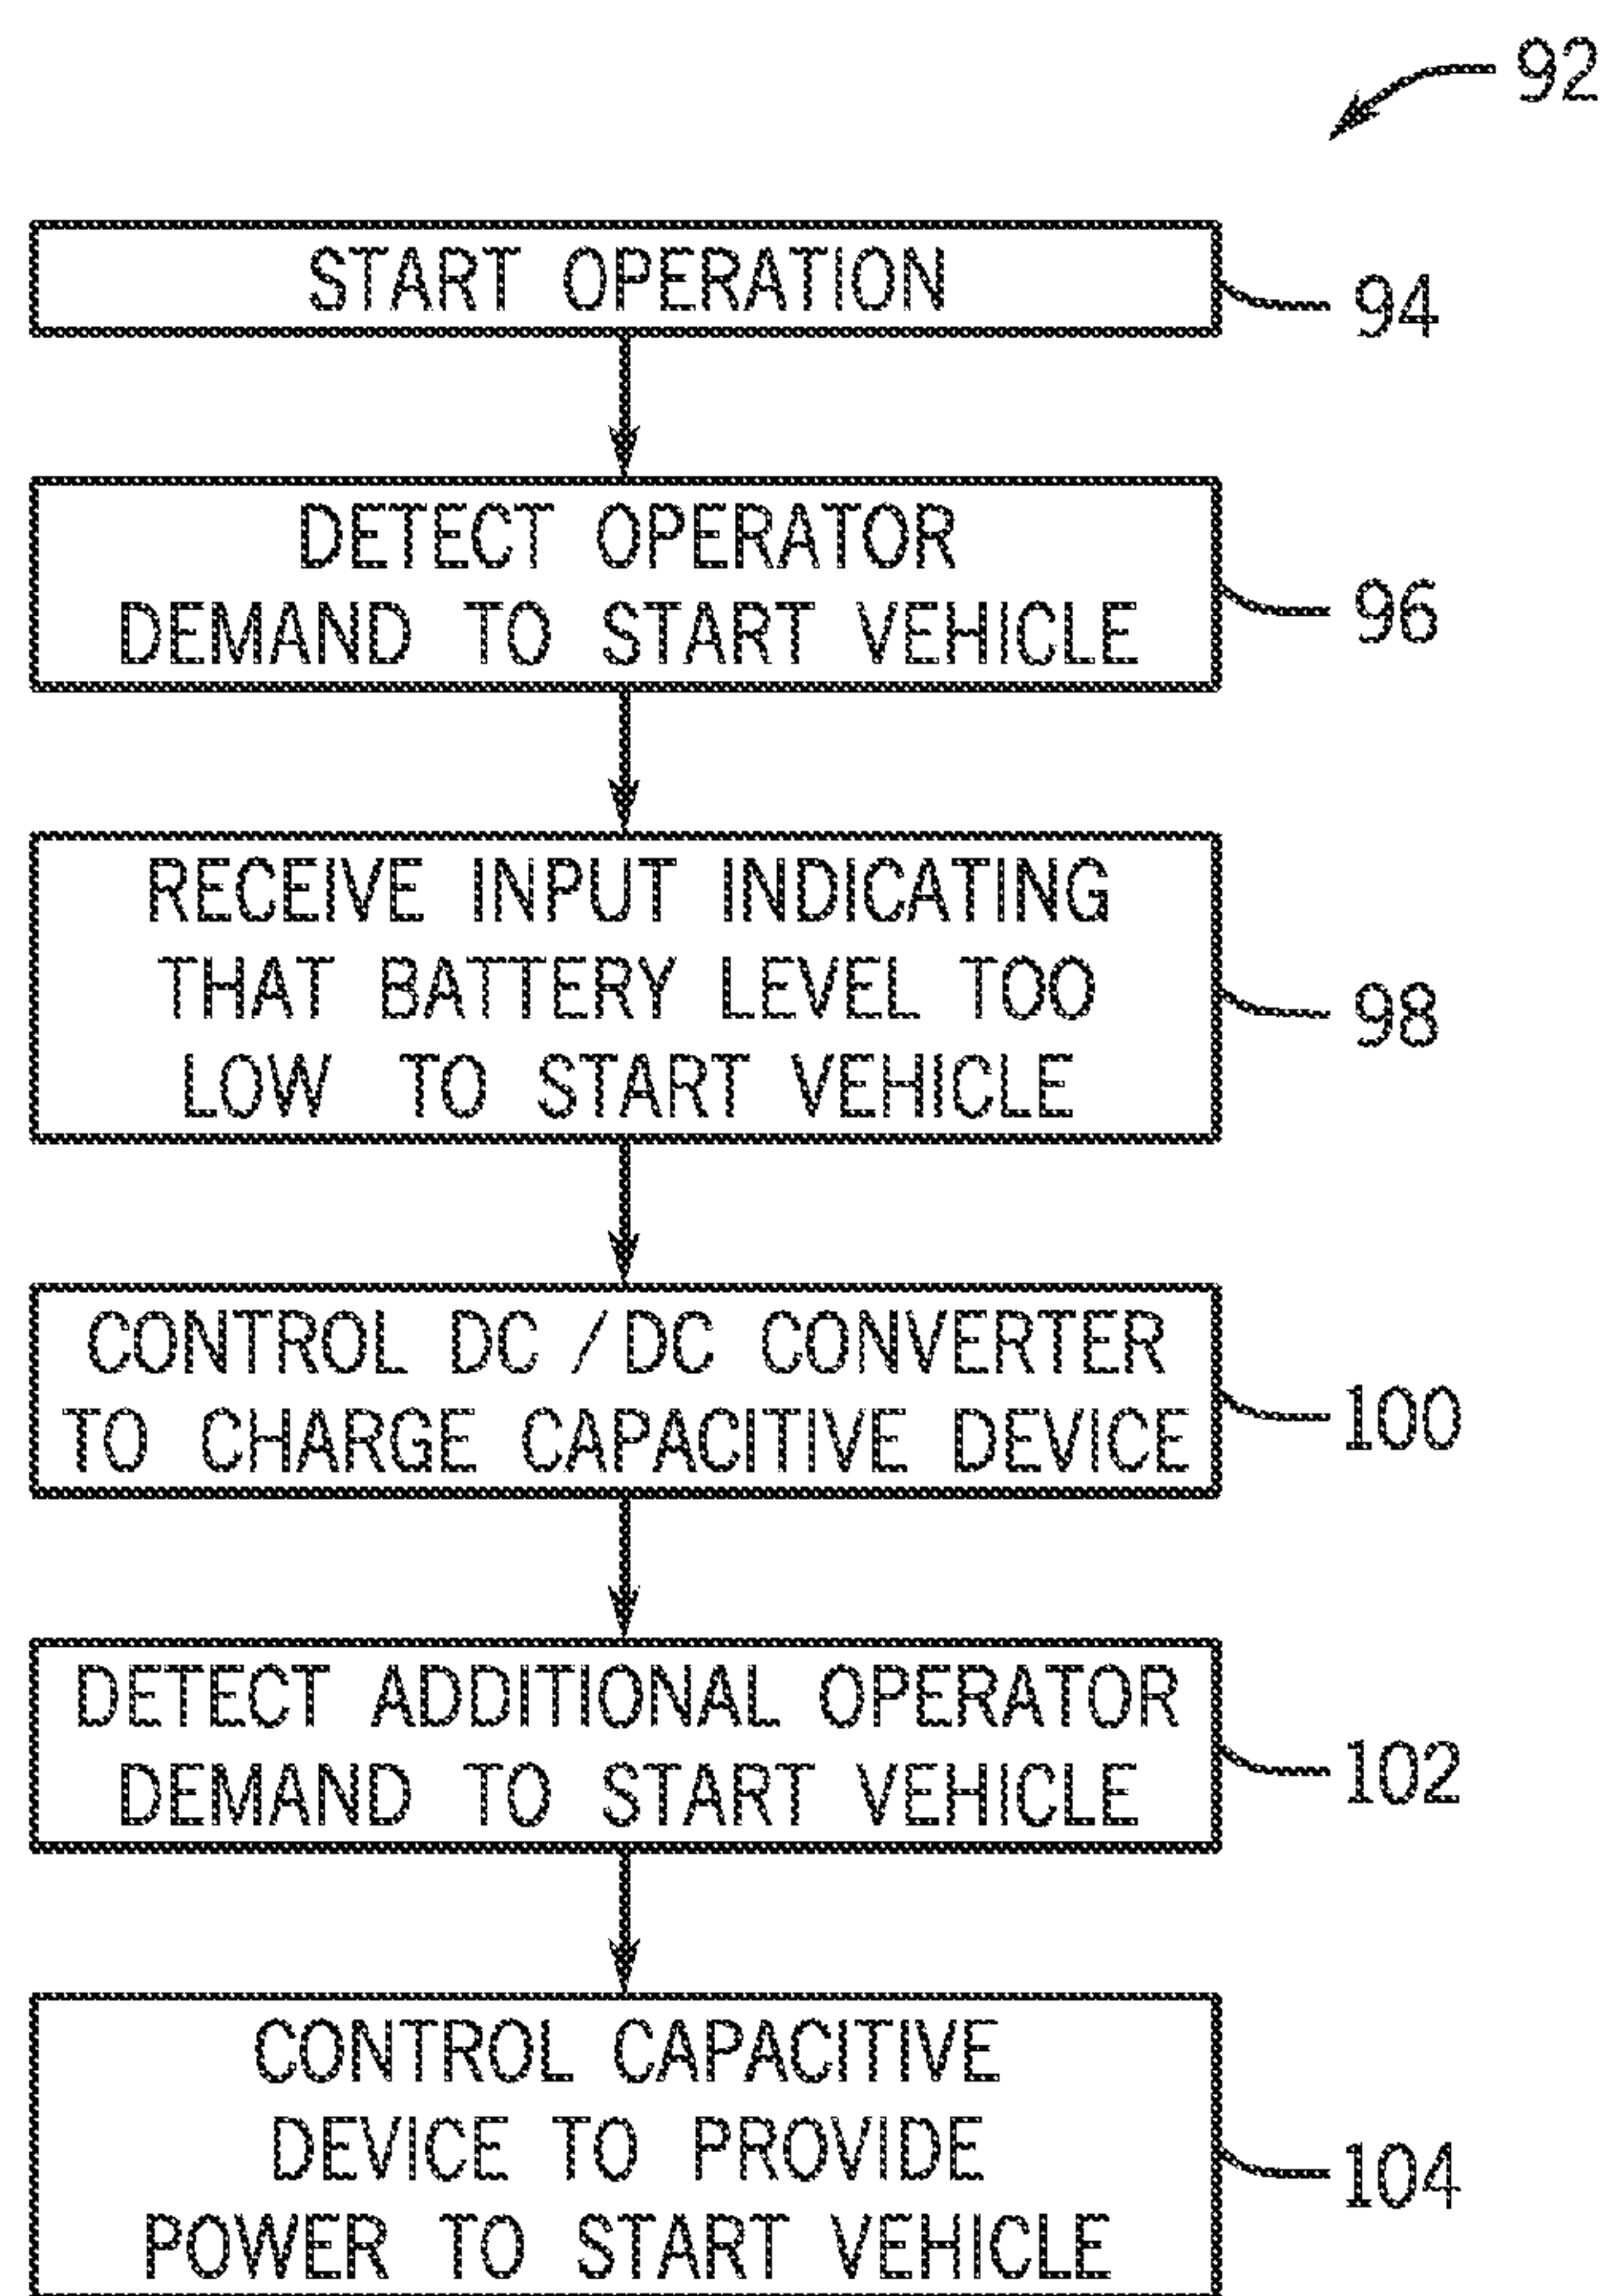 92
START OPERATION
94
DETECT OPERATOR
DEMAND TO START VEHICLE
96
RECEIVE INPUT INDICATING
THAT BATTERY LEVEL TOO
LOW TO START VEHICLE
98
CONTROL DC / DC CONVERTER
TO CHARGE CAPACITIVE DEVICE
100
DETECT ADDITIONAL OPERATOR
DEMAND TO START VEHICLE
102
CONTROL CAPACITIVE
DEVICE TO PROVIDE
POWER TO START VEHICLE
104